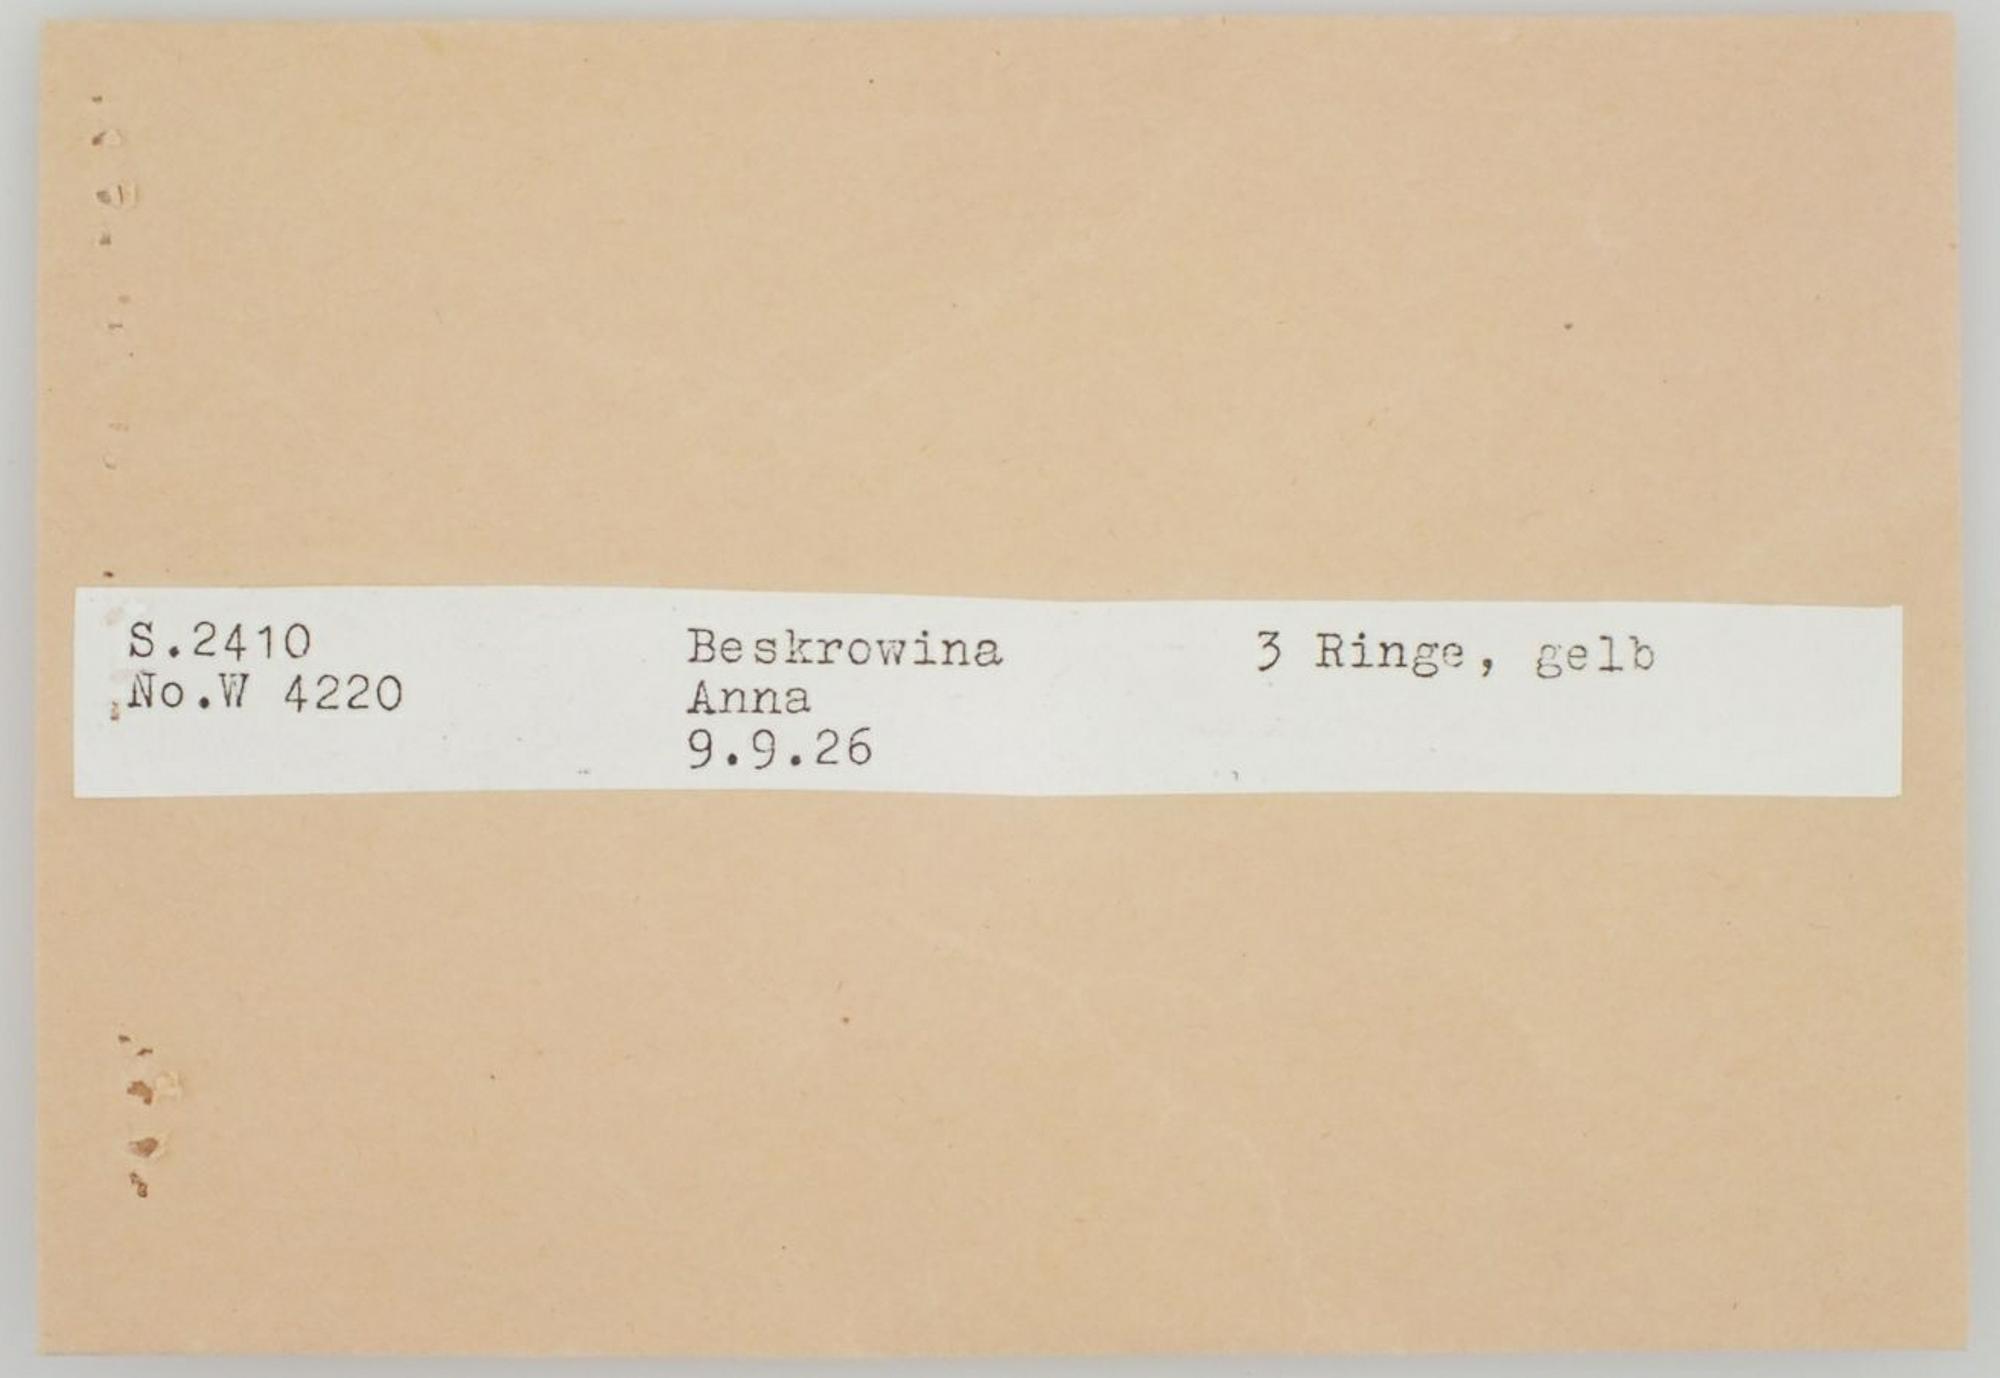 S.2410
No.W 4220
Beskrowina
Anna
9.9.26
3 Ringe, gelb